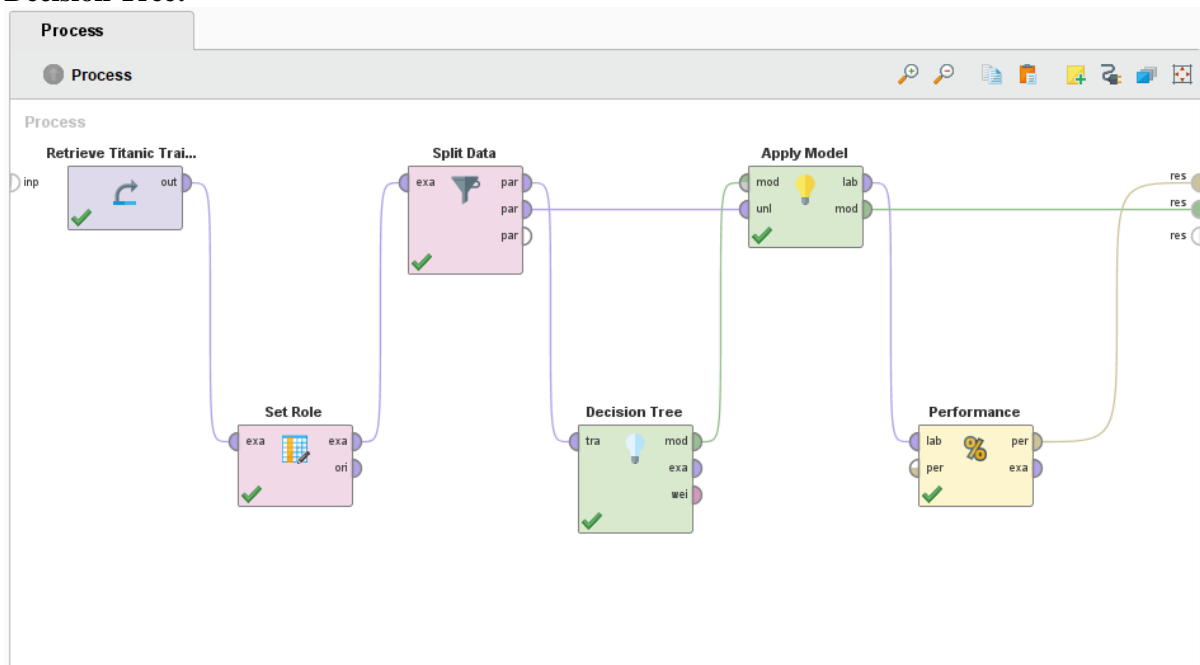 Decision Tree:
Process
Process
Process
Retrieve Titanic Trai...
inp
out
Split Data
exa
par
par
par
Apply Model
mod
lab
unl
mod
res
res
res
Set Role
exa
exa
ori
Decision Tree
tra
mod
exa
wei
Performance
lab
%
per
per
exa